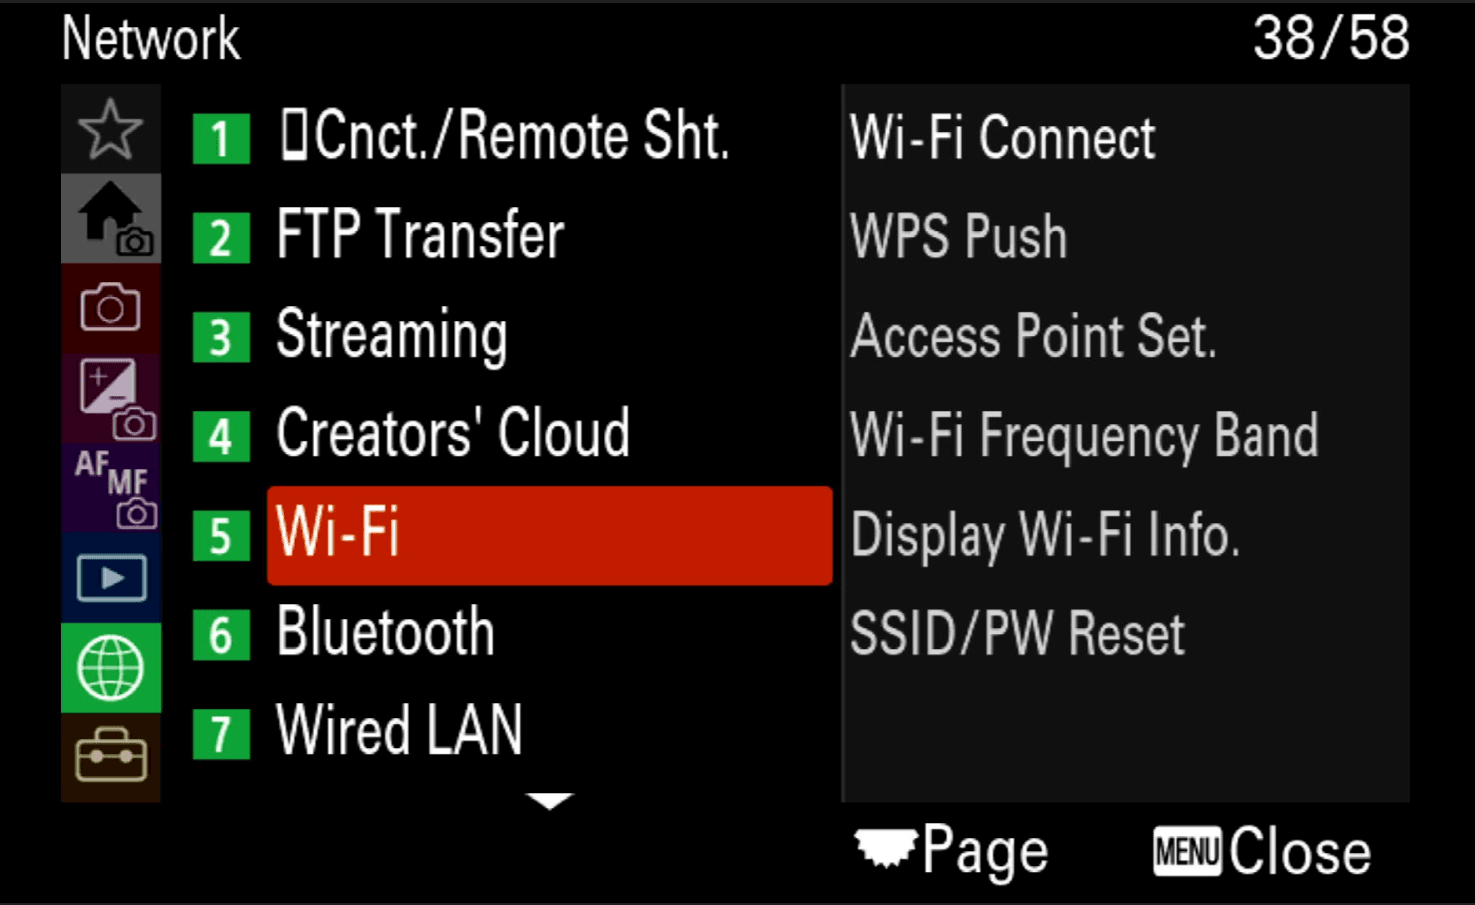 Network 38/58
1 Cnct./Remote Sht.
2 FTP Transfer
3 Streaming
4 Creators' Cloud
5 Wi-Fi
6 Bluetooth
7 Wired LAN
AF MF
Wi-Fi Connect
WPS Push
Access Point Set.
Wi-Fi Frequency Band
Display Wi-Fi Info.
SSID/PW Reset
Page MENU Close